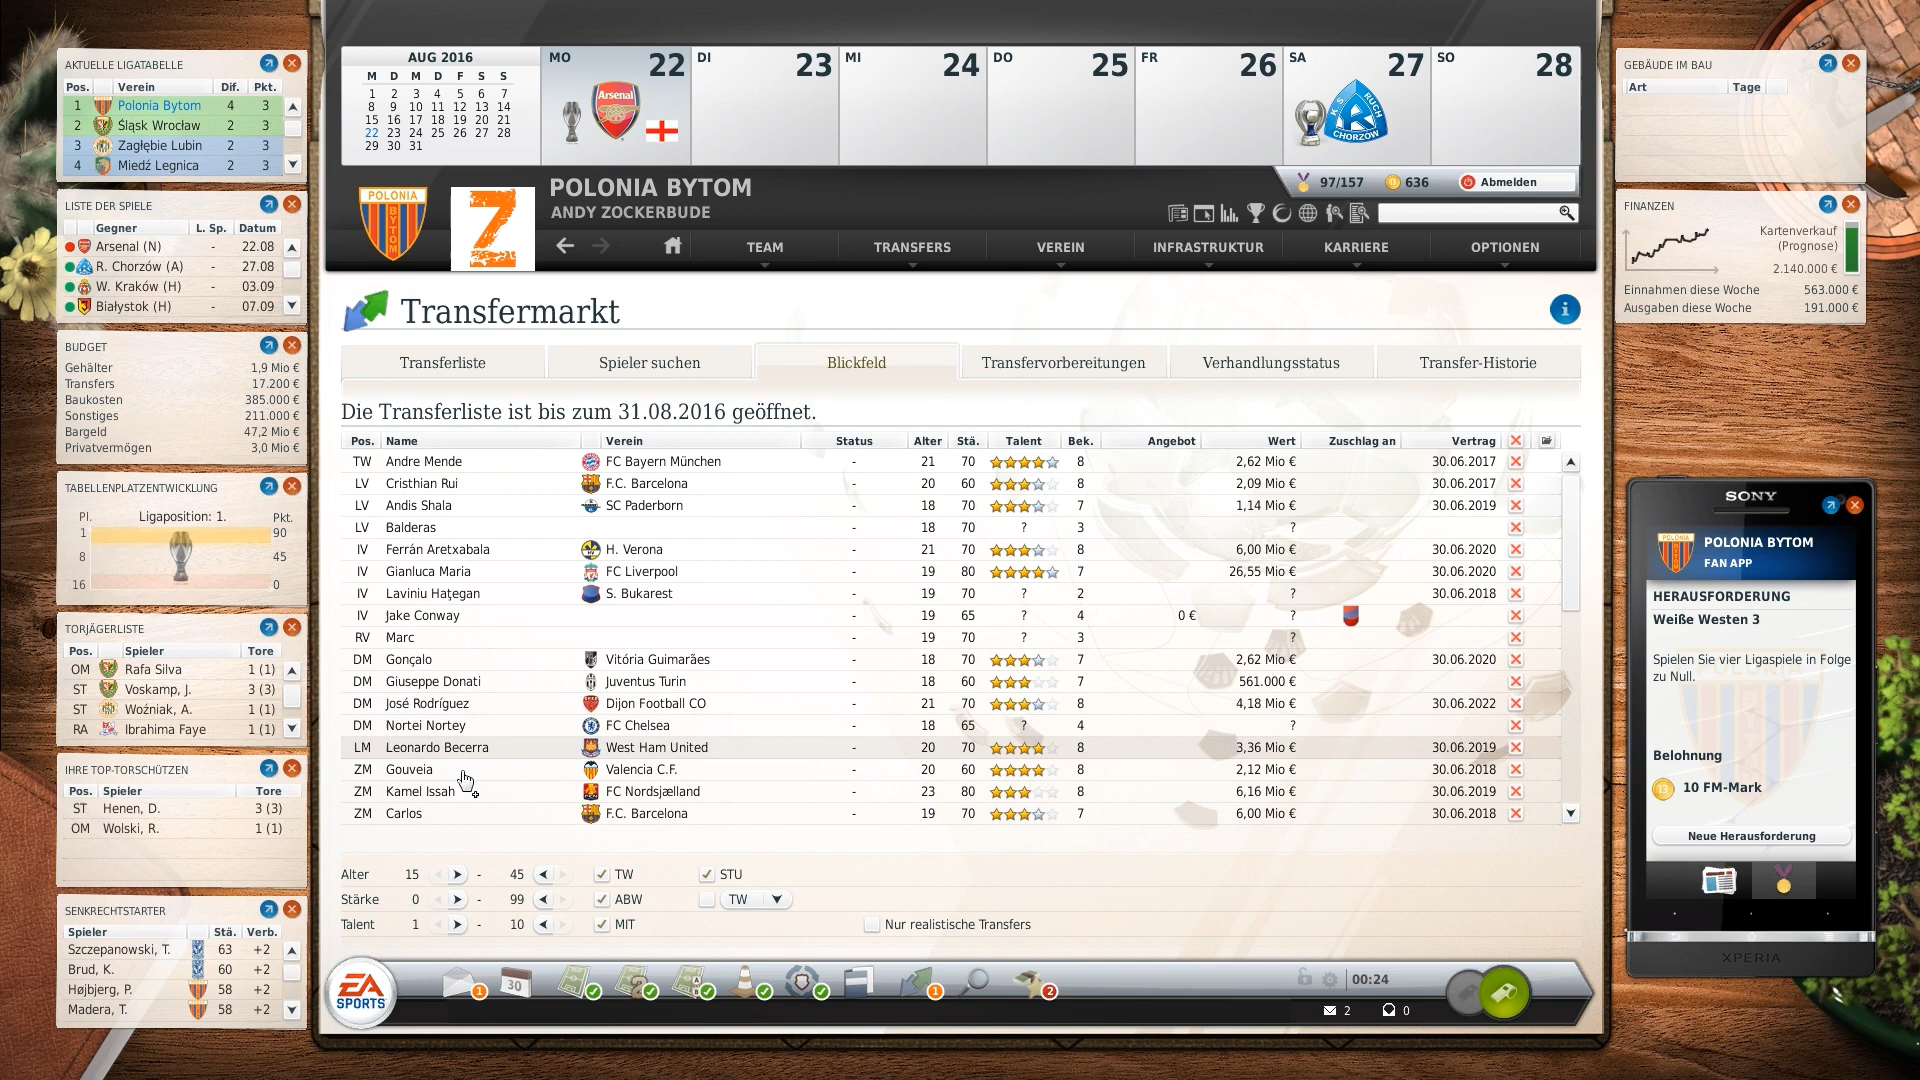 AKTUELLE LIGATABELLE
Pos. Verein Dif. Pkt.
1 Polonia Bytom 4 3
2 Śląsk Wrocław 2 3
3 Zagłębie Lubin 2 3
4 Miedź Legnica 2 3
LISTE DER SPIELE
Gegner L. Sp. Datum
Arsenal (N) - 22.08
R. Chorzów (A) - 27.08
W. Kraków (H) - 03.09
Białystok (H) - 07.09
BUDGET
Gehälter 1,9 Mio €
Transfers 17.200 €
Baukosten 385.000 €
Sonstiges 211.000 €
Bargeld 47,2 Mio €
Privatvermögen 3,0 Mio €
TABELLENPLATZENTWICKLUNG
Pl. Ligaposition: 1. Pkt.
1 90
8 45
16 0
TORJÄGERLISTE
Pos. Spieler Tore
OM Rafa Silva 1 (1)
ST Voskamp, J. 3 (3)
ST Woźniak, A. 1 (1)
RA Ibrahima Faye 1 (1)
IHRE TOP-TORSCHÜTZEN
Pos. Spieler Tore
ST Henen, D. 3 (3)
OM Wolski, R. 1 (1)
SENKRECHTSTARTER
Spieler Stä. Verb.
Szczepanowski, T. 63 +2
Brud, K. 60 +2
Højbjerg, P. 58 +2
Madera, T. 58 +2
AUG 2016
M D M D F S S
1 2 3 4 5 6 7
8 9 10 11 12 13 14
15 16 17 18 19 20 21
22 23 24 25 26 27 28
29 30 31
MO 22 DI 23 MI 24 DO 25 FR 26 SA 27 SO 28
Arsenal
K S RUCH
CHORZÓW
POLONIA
BYTOM
Z
POLONIA BYTOM
ANDY ZOCKERBUDE
97/157 636 Abmelden
TEAM TRANSFERS VEREIN INFRASTRUKTUR KARRIERE OPTIONEN
Transfermarkt
Transferliste Spieler suchen Blickfeld Transfervorbereitungen Verhandlungsstatus Transfer-Historie
Die Transferliste ist bis zum 31.08.2016 geöffnet.
Pos. Name Verein Status Alter Stä. Talent Bek. Angebot Wert Zuschlag an Vertrag
TW Andre Mende FC Bayern München - 21 70 8 2,62 Mio € 30.06.2017
LV Cristhian Rui F.C. Barcelona - 20 60 8 2,09 Mio € 30.06.2017
LV Andis Shala SC Paderborn - 18 70 7 1,14 Mio € 30.06.2019
LV Balderas - 18 70 ? 3 ?
IV Ferrán Aretxabala H. Verona - 21 70 8 6,00 Mio € 30.06.2020
IV Gianluca Maria FC Liverpool - 19 80 7 26,55 Mio € 30.06.2020
IV Laviniu Haţegan S. Bukarest - 19 70 ? 2 ? 30.06.2018
IV Jake Conway - 19 65 ? 4 0 € ?
RV Marc - 19 70 ? 3 ?
DM Gonçalo Vitória Guimarães - 18 70 7 2,62 Mio € 30.06.2020
DM Giuseppe Donati Juventus Turin - 18 60 7 561.000 €
DM José Rodríguez Dijon Football CO - 21 70 8 4,18 Mio € 30.06.2022
DM Nortei Nortey FC Chelsea - 18 65 ? 4 ?
LM Leonardo Becerra West Ham United - 20 70 8 3,36 Mio € 30.06.2019
ZM Gouveia Valencia C.F. - 20 60 8 2,12 Mio € 30.06.2018
ZM Kamel Issah FC Nordsjælland - 23 80 8 6,16 Mio € 30.06.2019
ZM Carlos F.C. Barcelona - 19 70 7 6,00 Mio € 30.06.2018
Alter 15 - 45 TW STU
Stärke 0 - 99 ABW TW
Talent 1 - 10 MIT Nur realistische Transfers
EA SPORTS
1 30 1 2
00:24
2 0
GEBÄUDE IM BAU
Art Tage
FINANZEN
Kartenverkauf
(Prognose)
2.140.000 €
Einnahmen diese Woche 563.000 €
Ausgaben diese Woche 191.000 €
SONY
POLONIA BYTOM
FAN APP
HERAUSFORDERUNG
Weiße Westen 3
Spielen Sie vier Ligaspiele in Folge
zu Null.
Belohnung
10 FM-Mark
Neue Herausforderung
XPERIA